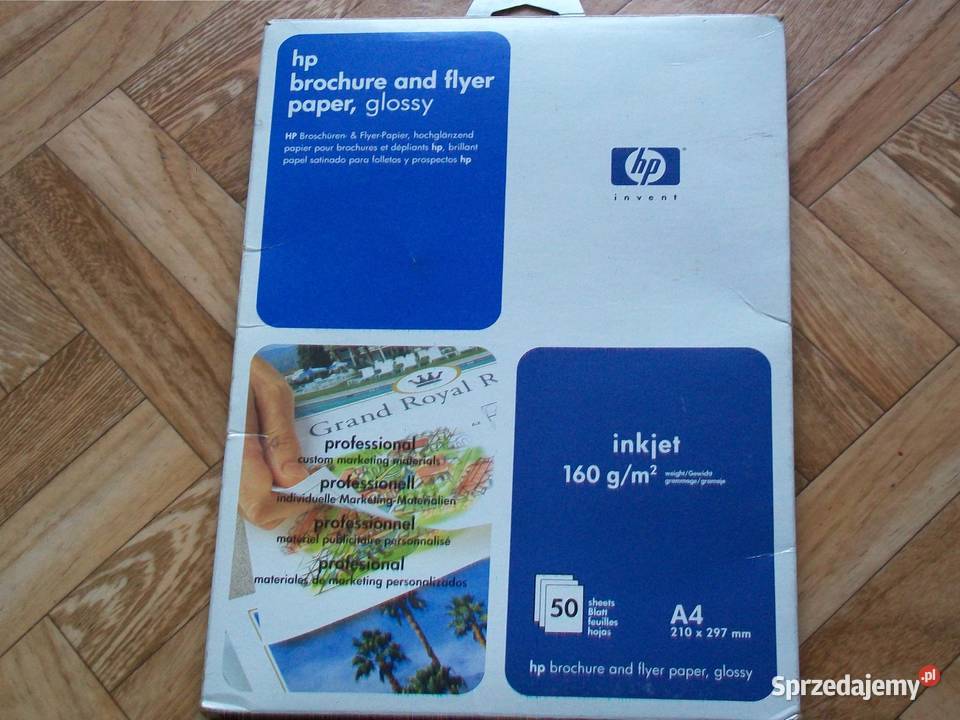 hp
brochure and flyer
paper, glossy
HP Broschüren- & Flyer-Papier, hochglänzend
papier pour brochures et dépliants hp, brillant
papel satinado para folletos y prospectos hp
hp
invent
Grand Royal R
professional
custom marketing materials
professionell
individuelle Marketing-Materialien
professionnel
matériel publicitaire personnalisé
profesional
materiales de marketing personalizados
inkjet
160 g/m²
weight/Gewicht
grammage/gramaje
50
sheets
Blatt
feuilles
hojas
A4
210 x 297 mm
hp brochure and flyer paper, glossy
Sprzedajemy.pl